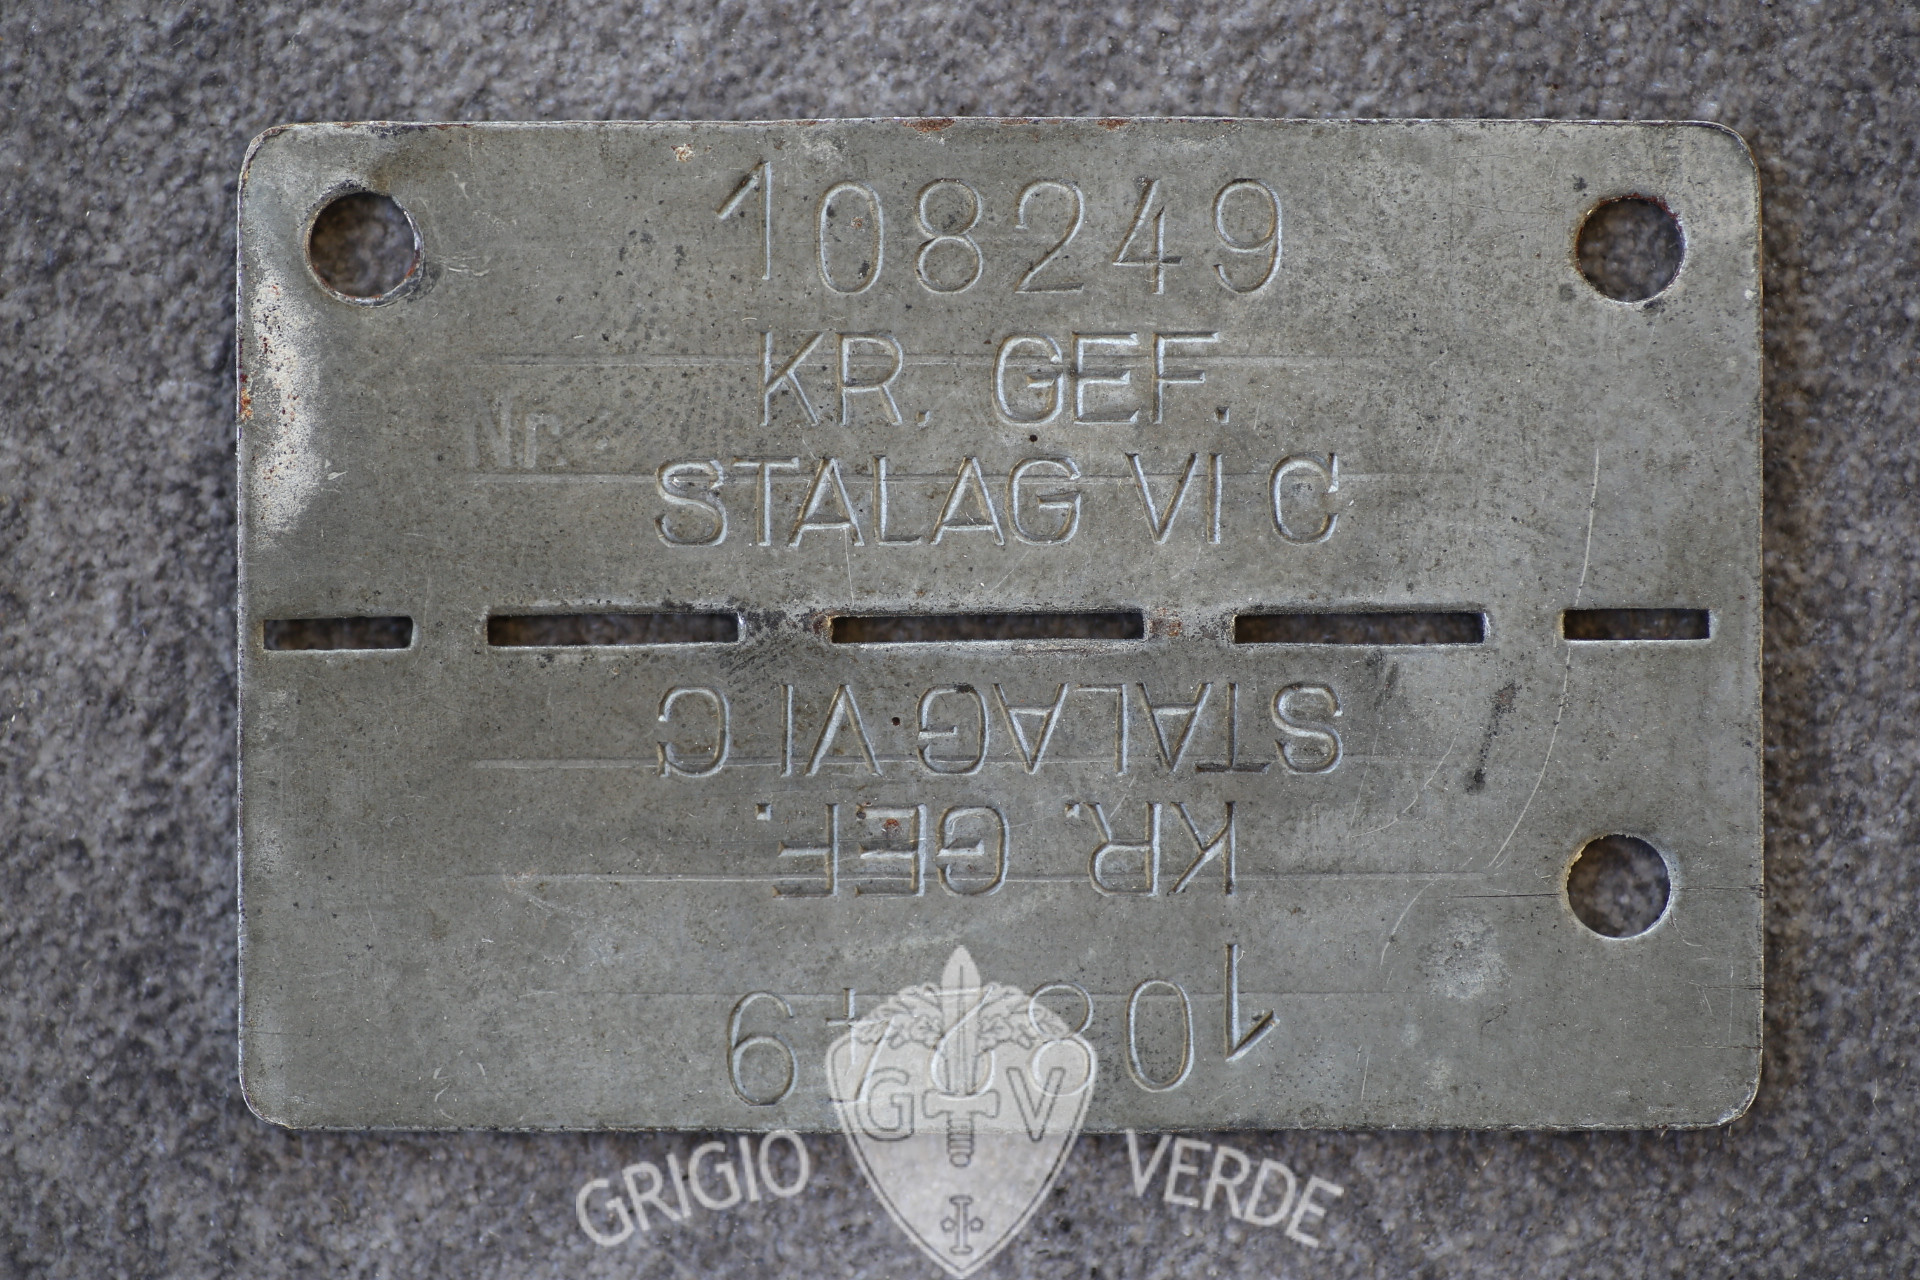 108249
KR. GEF.
Nr.
STALAG VI C
STALAG VI C
KR. GEF.
108249
G V
GRIGIO VERDE